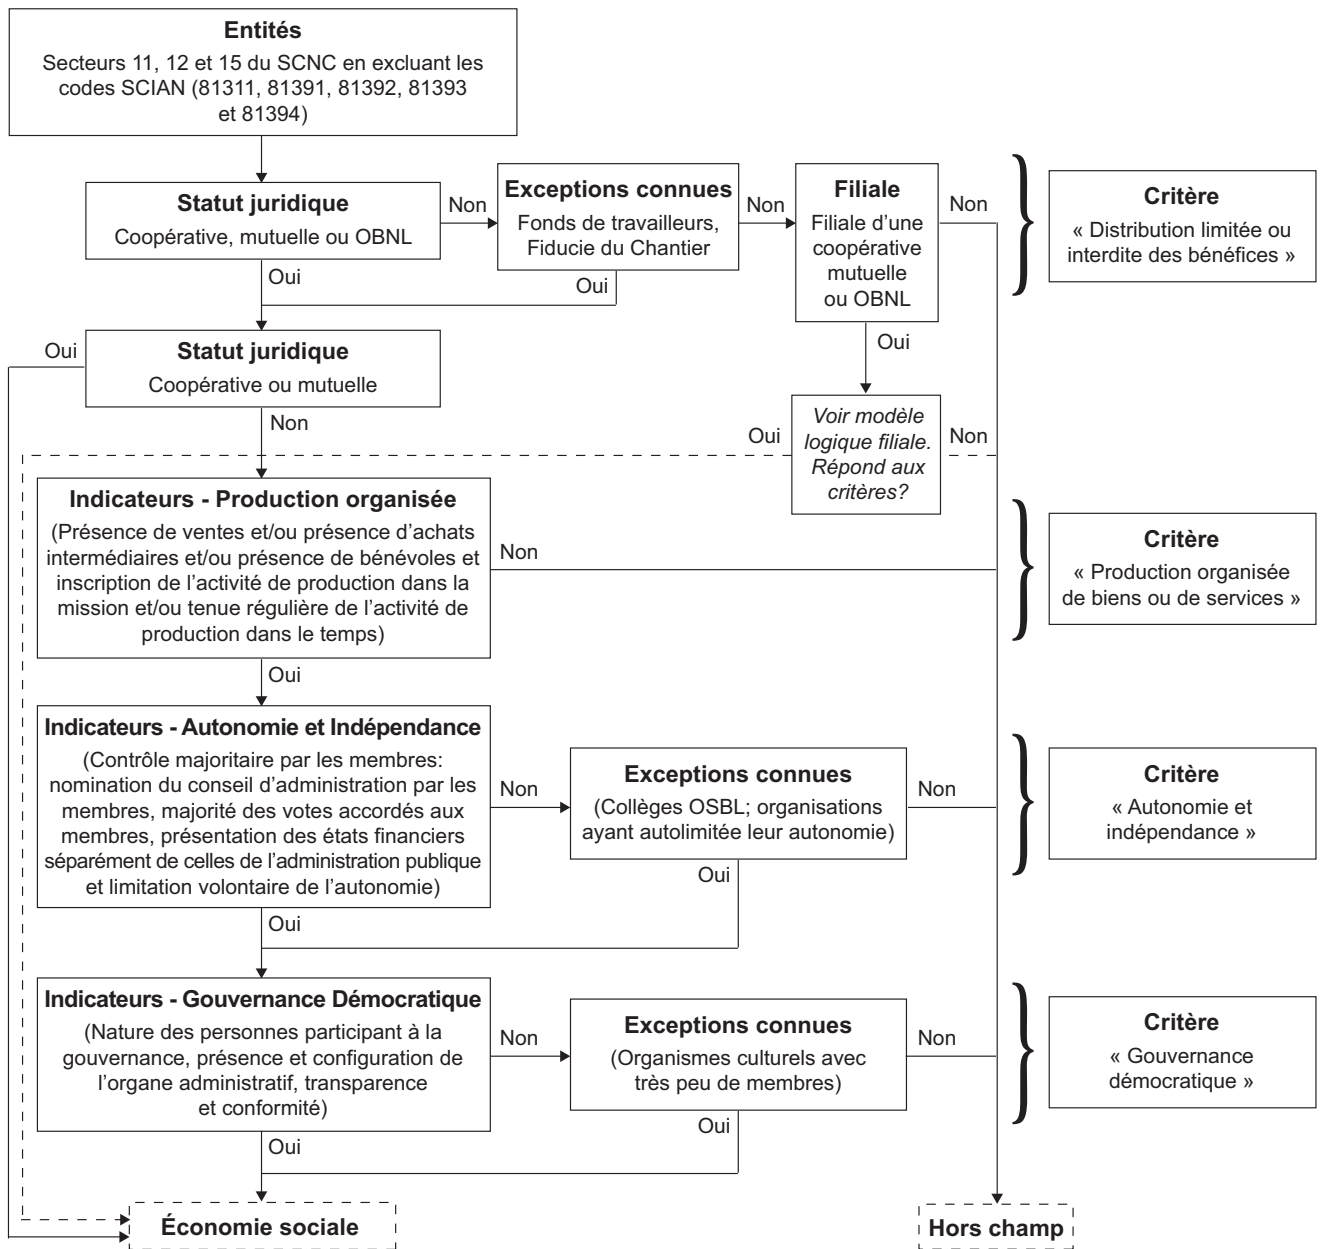 Entités
Secteurs 11, 12 et 15 du SCNC en excluant les
codes SCIAN (81311, 81391, 81392, 81393
et 81394)
Statut juridique
Coopérative, mutuelle ou OBNL
Non
Exceptions connues
Fonds de travailleurs,
Fiducie du Chantier
Non
Filiale
Filiale d'une
coopérative
mutuelle
ou OBNL
Non
Critère
« Distribution limitée ou
interdite des bénéfices »
Oui
Oui
Oui
Statut juridique
Coopérative ou mutuelle
Oui
Non
Oui
Voir modèle
logique filiale.
Répond aux
critères?
Non
Indicateurs - Production organisée
(Présence de ventes et/ou présence d'achats
intermédiaires et/ou présence de bénévoles et
inscription de l'activité de production dans la
mission et/ou tenue régulière de l'activité de
production dans le temps)
Non
Critère
« Production organisée
de biens ou de services »
Oui
Indicateurs - Autonomie et Indépendance
(Contrôle majoritaire par les membres:
nomination du conseil d'administration par les
membres, majorité des votes accordés aux
membres, présentation des états financiers
séparément de celles de l'administration publique
et limitation volontaire de l'autonomie)
Non
Exceptions connues
(Collèges OSBL; organisations
ayant autolimitée leur autonomie)
Non
Critère
« Autonomie et
indépendance »
Oui
Oui
Indicateurs - Gouvernance Démocratique
(Nature des personnes participant à la
gouvernance, présence et configuration de
l'organe administratif, transparence
et conformité)
Non
Exceptions connues
(Organismes culturels avec
très peu de membres)
Non
Critère
« Gouvernance
démocratique »
Oui
Oui
Économie sociale
Hors champ